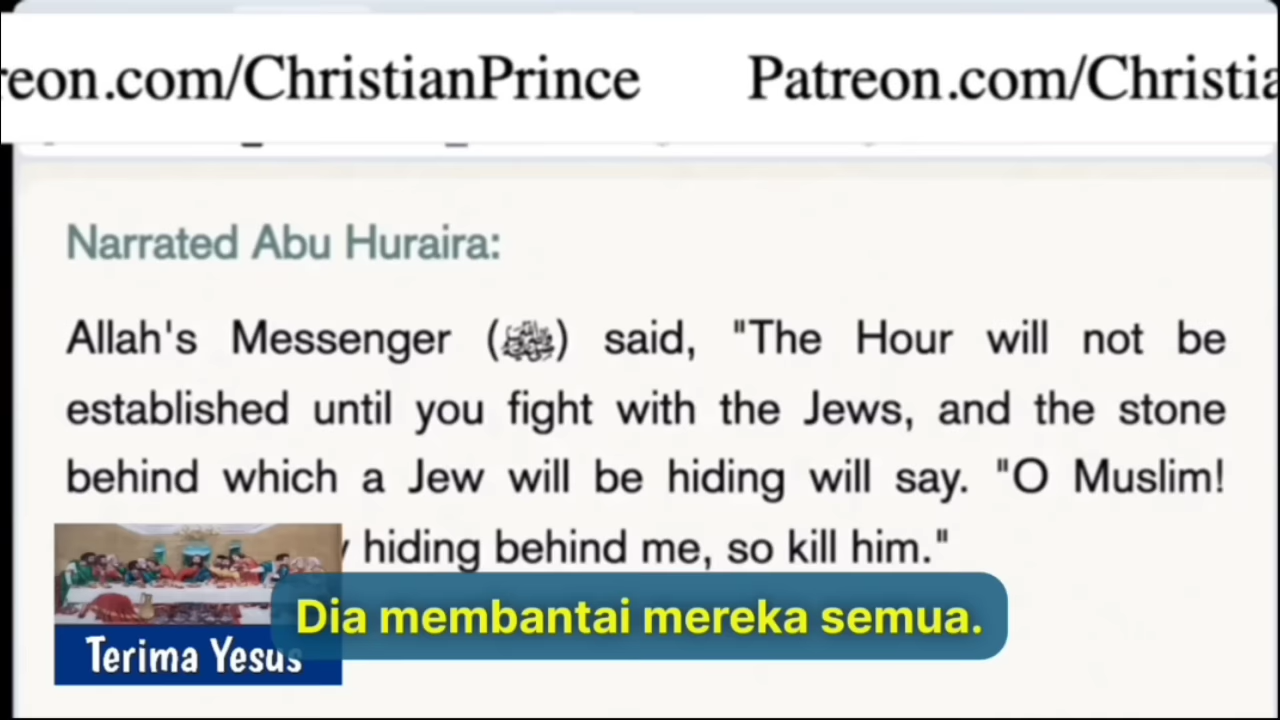 reon.com/ChristianPrince Patreon.com/Christia
Narrated Abu Huraira:
Allah's Messenger (ﷺ) said, "The Hour will not be
established until you fight with the Jews, and the stone
behind which a Jew will be hiding will say. "O Muslim!
hiding behind me, so kill him."
Dia membantai mereka semua.
Terima Yesus